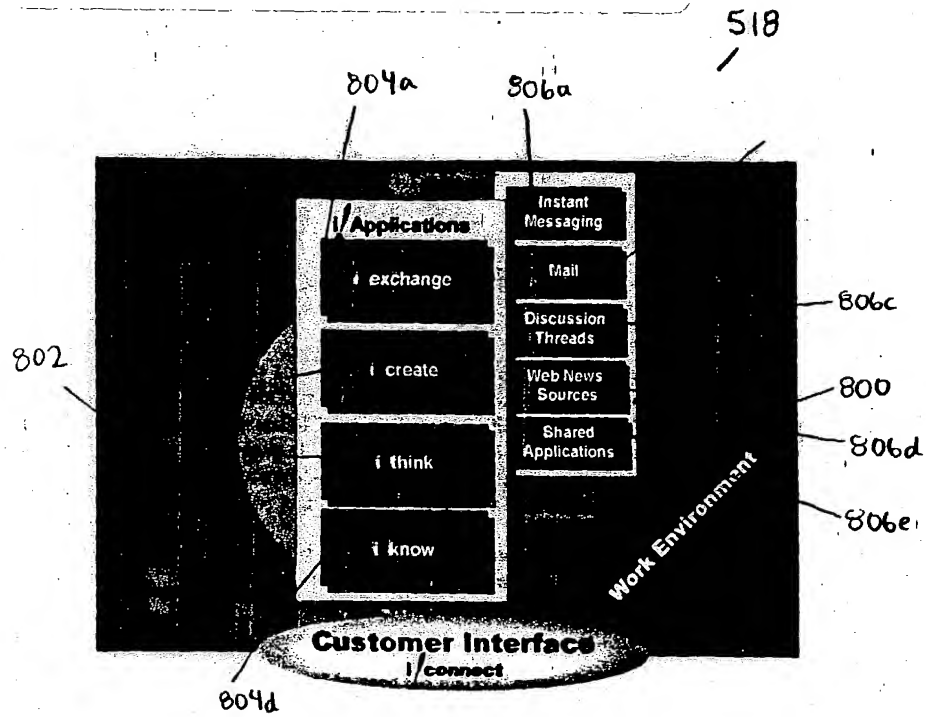 518
804a
806a
i/Applications
i exchange
i create
i think
i know
Instant
Messaging
Mail
Discussion
Threads
Web News
Sources
Shared
Applications
802
806c
800
806d
806e
Work Environment
Customer Interface
i/connect
804d